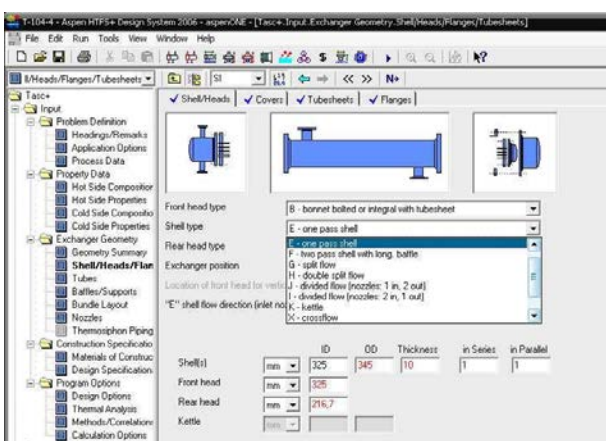 T-104-4 - Aspen HTFS+ Design System 2006 - aspenONE - [Tasc+.Input.Exchanger Geometry.Shell/Heads/Flanges/Tubesheets]
File Edit Run Tools View Window Help
ll/Heads/Flanges/Tubesheets
SI
N+
Tasc+
Input
Problem Definition
Headings/Remarks
Application Options
Process Data
Property Data
Hot Side Composition
Hot Side Properties
Cold Side Compositio
Cold Side Properties
Exchanger Geometry
Geometry Summary
Shell/Heads/Flan
Tubes
Baffles/Supports
Bundle Layout
Nozzles
Thermosiphon Piping
Construction Specificatio
Materials of Construc
Design Specification
Program Options
Design Options
Thermal Analysis
Methods/Correlation
Calculation Options
Shell/Heads Covers Tubesheets Flanges
Front head type B - bonnet bolted or integral with tubesheet
Shell type E - one pass shell
Rear head type
Exchanger position
Location of front head for verti
"E" shell flow direction (inlet no
E - one pass shell
F - two pass shell with long. baffle
G - split flow
H - double split flow
J - divided flow (nozzles: 1 in, 2 out)
I - divided flow (nozzles: 2 in, 1 out)
K - kettle
X - crossflow
ID OD Thickness in Series in Parallel
Shell(s) mm 325 345 10 1 1
Front head mm 325
Rear head mm 216,7
Kettle mm